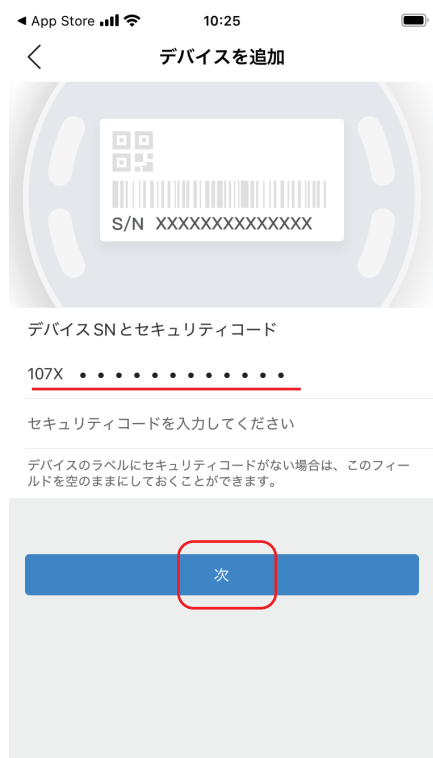 ◀ App Store
10:25
デバイスを追加
S/N XXXXXXXXXXXXXX
デバイスSNとセキュリティコード
107X ● ● ● ● ● ● ● ● ● ● ● ●
セキュリティコードを入力してください
デバイスのラベルにセキュリティコードがない場合は、このフィー
ルドを空のままにしておくことができます。
次